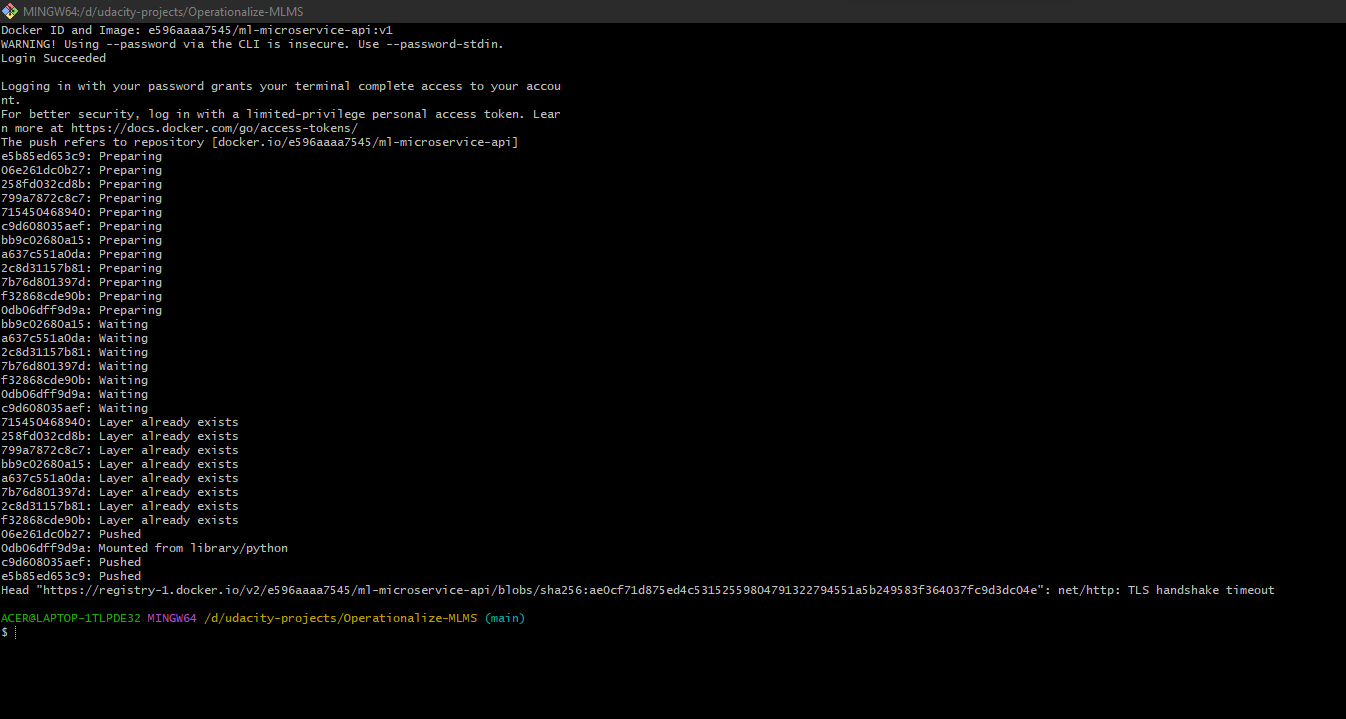 MINGW64:/d/udacity-projects/Operationalize-MLMS
Docker ID and Image: e596aaaa7545/ml-microservice-api:v1
WARNING! Using --password via the CLI is insecure. Use --password-stdin.
Login Succeeded
Logging in with your password grants your terminal complete access to your accou
nt.
For better security, log in with a limited-privilege personal access token. Lear
n more at https://docs.docker.com/go/access-tokens/
The push refers to repository [docker.io/e596aaaa7545/ml-microservice-api]
e5b85ed653c9: Preparing
06e261dc0b27: Preparing
258fd032cd8b: Preparing
799a7872c8c7: Preparing
715450468940: Preparing
c9d608035aef: Preparing
bb9c02680a15: Preparing
a637c551a0da: Preparing
2c8d31157b81: Preparing
7b76d801397d: Preparing
f32868cde90b: Preparing
0db06dff9d9a: Preparing
bb9c02680a15: Waiting
a637c551a0da: Waiting
2c8d31157b81: Waiting
7b76d801397d: Waiting
f32868cde90b: Waiting
0db06dff9d9a: Waiting
c9d608035aef: Waiting
715450468940: Layer already exists
258fd032cd8b: Layer already exists
799a7872c8c7: Layer already exists
bb9c02680a15: Layer already exists
a637c551a0da: Layer already exists
7b76d801397d: Layer already exists
2c8d31157b81: Layer already exists
f32868cde90b: Layer already exists
06e261dc0b27: Pushed
0db06dff9d9a: Mounted from library/python
c9d608035aef: Pushed
e5b85ed653c9: Pushed
Head "https://registry-1.docker.io/v2/e596aaaa7545/ml-microservice-api/blobs/sha256:ae0cf71d875ed4c5315255980479132279455​1a5b249583f364037fc9d3dc04e": net/http: TLS handshake timeout
ACER@LAPTOP-1TLPDE32 MINGW64 /d/udacity-projects/Operationalize-MLMS (main)
$